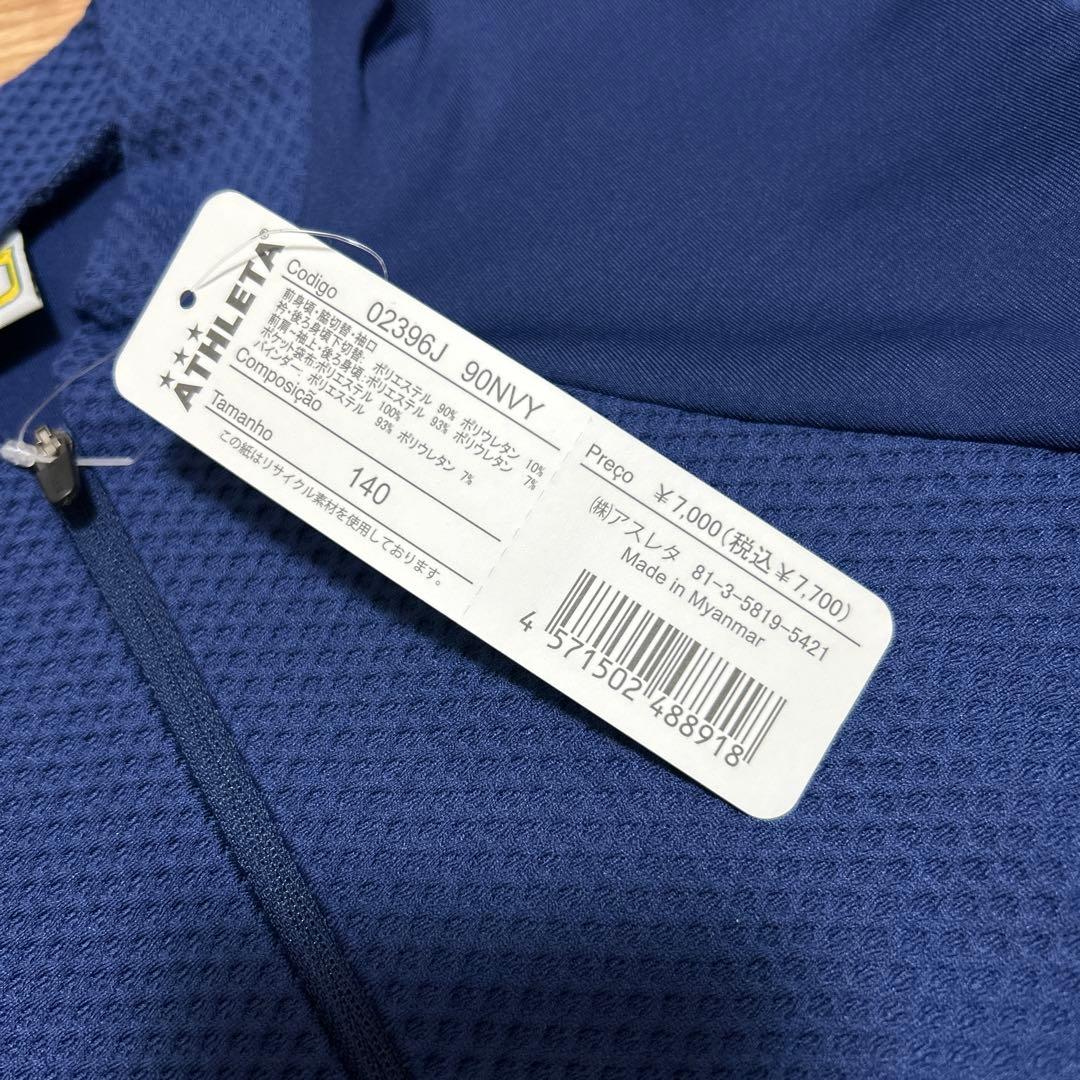 ATHLETA®
Codigo 02396J 90NVY
前身頃・脇切替・袖口
衿・後ろ身頃下切替: ポリエステル 90% ポリウレタン 10%
前肩~袖上・後ろ身頃:ポリエステル 93% ポリウレタン 7%
ポケット袋布:ポリエステル 100%
バインダー: ポリエステル 93% ポリウレタン 7%
Composição
Tamanho 140
この紙はリサイクル素材を使用しております。
Preço ¥7,000(税込¥7,700)
㈱アスレタ 81-3-5819-5421
Made in Myanmar
4 571502 488918